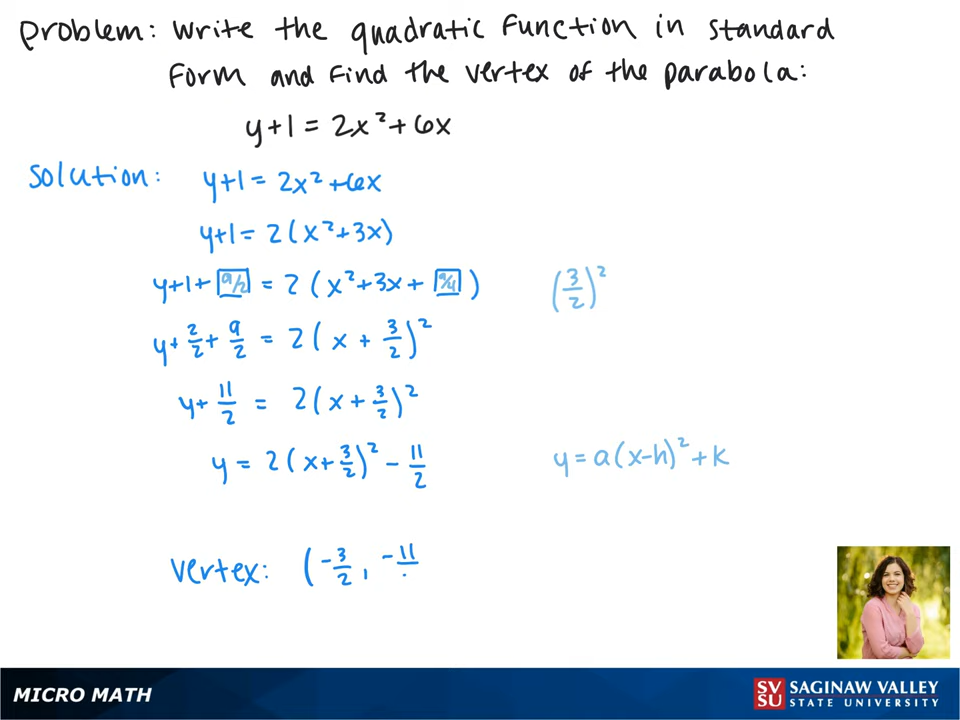 problem: Write the quadratic function in standard
form and find the vertex of the parabola:
y+1 = 2x²+6x
Solution: y+1 = 2x²+6x
y+1 = 2(x²+3x)
y+1+ 9/2 = 2(x²+3x+ 9/4) (3/2)²
y+ 2/2 + 9/2 = 2(x + 3/2)²
y+ 11/2 = 2(x+ 3/2)²
y = 2(x+ 3/2)² - 11/2 y = a(x-h)² + k
Vertex: (-3/2, -11
MICRO MATH
SV SU SAGINAW VALLEY
STATE UNIVERSITY